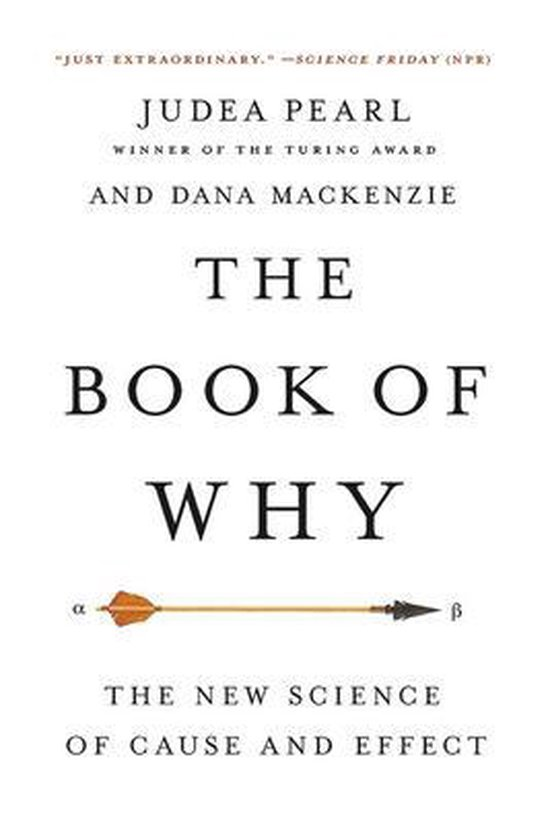 "JUST EXTRAORDINARY." —SCIENCE FRIDAY (NPR)
JUDEA PEARL
WINNER OF THE TURING AWARD
AND DANA MACKENZIE
THE
BOOK OF
WHY
α β
THE NEW SCIENCE
OF CAUSE AND EFFECT